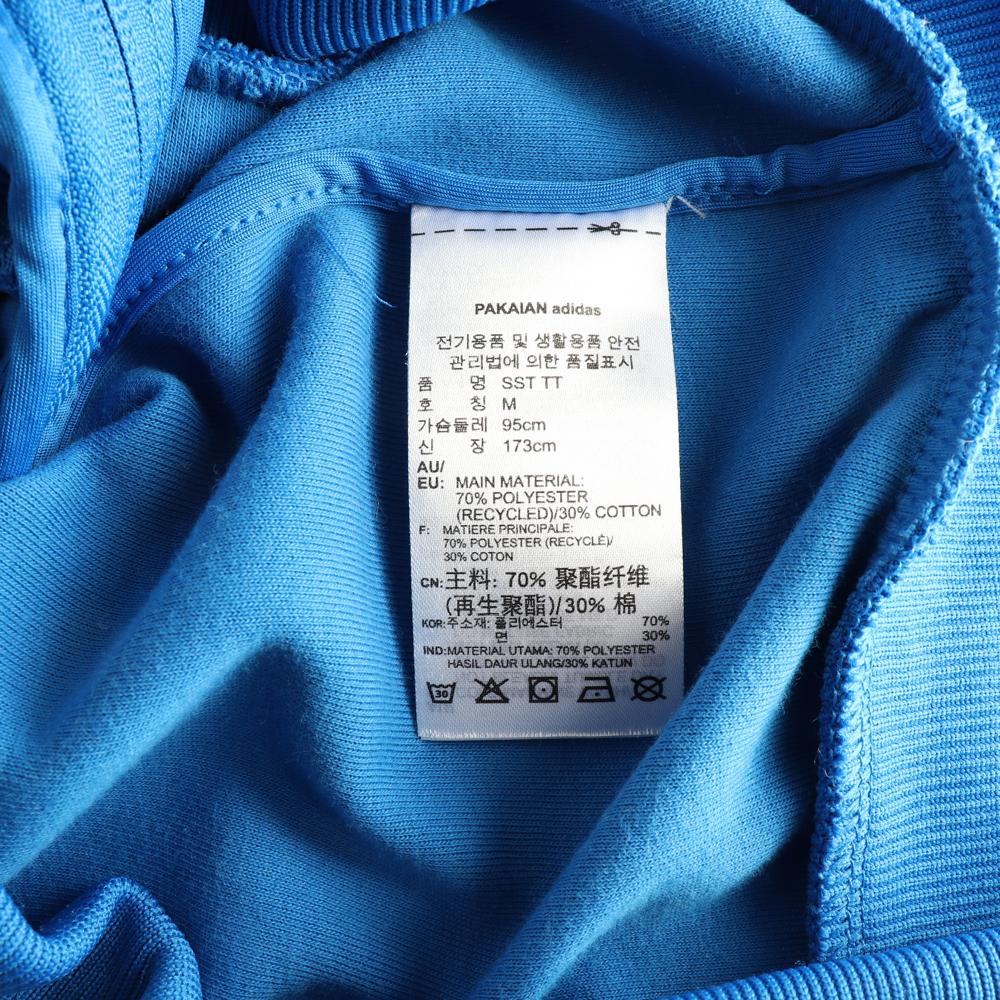 PAKAIAN adidas
전기용품 및 생활용품 안전
관리법에 의한 품질표시
품 명 SST TT
호 칭 M
가슴둘레 95cm
신 장 173cm
AU/
EU: MAIN MATERIAL:
70% POLYESTER
(RECYCLED)/30% COTTON
F: MATIERE PRINCIPALE:
70% POLYESTER (RECYCLÉ)/
30% COTON
CN:主料: 70% 聚酯纤维
(再生聚酯)/30% 棉
KOR:주소재: 폴리에스터 70%
면 30%
IND:MATERIAL UTAMA: 70% POLYESTER
HASIL DAUR ULANG/30% KATUN
30